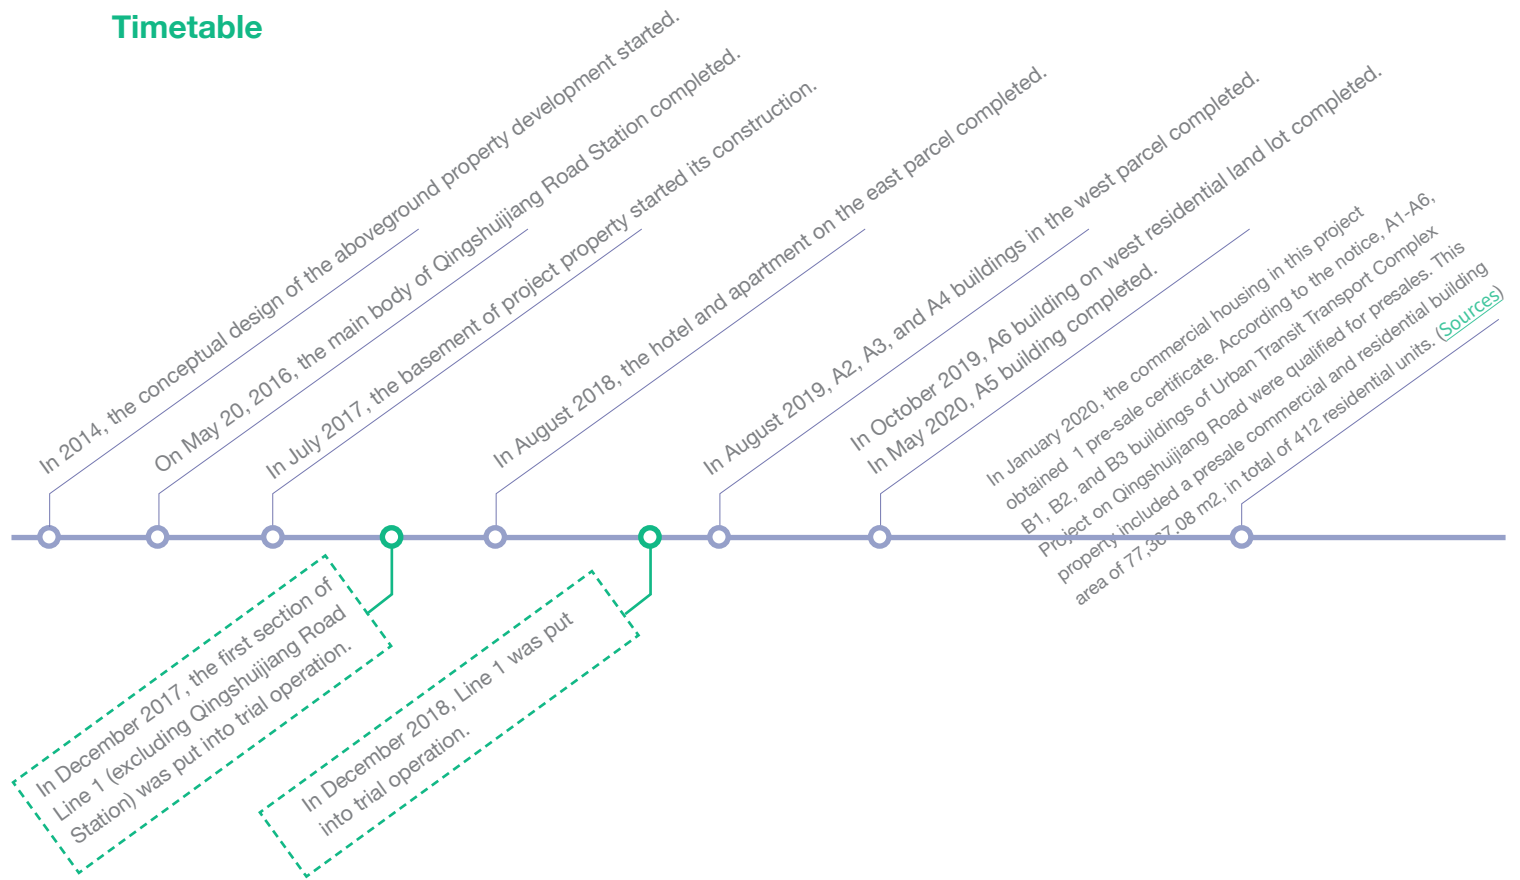 Timetable
In 2014, the conceptual design of the aboveground property development started.
On May 20, 2016, the main body of Qingshuijiang Road Station completed.
In July 2017, the basement of project property started its construction.
In August 2018, the hotel and apartment on the east parcel completed.
In August 2019, A2, A3, and A4 buildings in the west parcel completed.
In October 2019, A6 building on west residential land lot completed.
In May 2020, A5 building completed.
In January 2020, the commercial housing in this project
obtained 1 pre-sale certificate. According to the notice, A1-A6,
B1, B2, and B3 buildings of Urban Transit Transport Complex
Project on Qingshuijiang Road were qualified for presales. This
property included a presale commercial and residential building
area of 77,367.08 m2, in total of 412 residential units. (Sources)
In December 2017, the first section of
Line 1 (excluding Qingshuijiang Road
Station) was put into trial operation.
In December 2018, Line 1 was put
into trial operation.